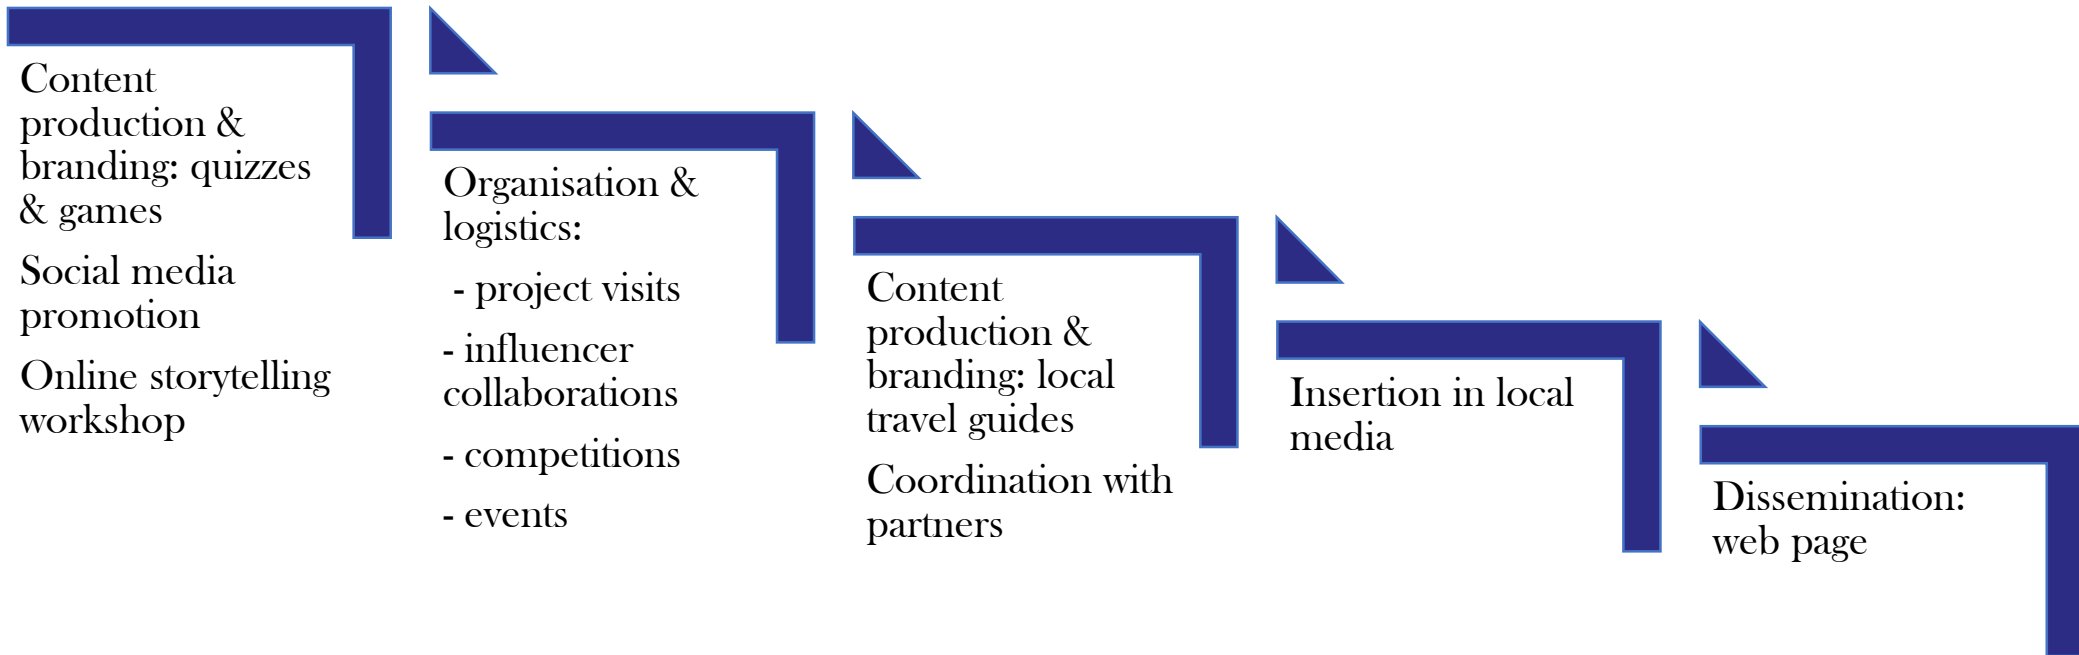 Content
production &
branding: quizzes
& games
Social media
promotion
Online storytelling
workshop
Organisation &
logistics:
- project visits
- influencer
collaborations
- competitions
- events
Content
production &
branding: local
travel guides
Coordination with
partners
Insertion in local
media
Dissemination:
web page